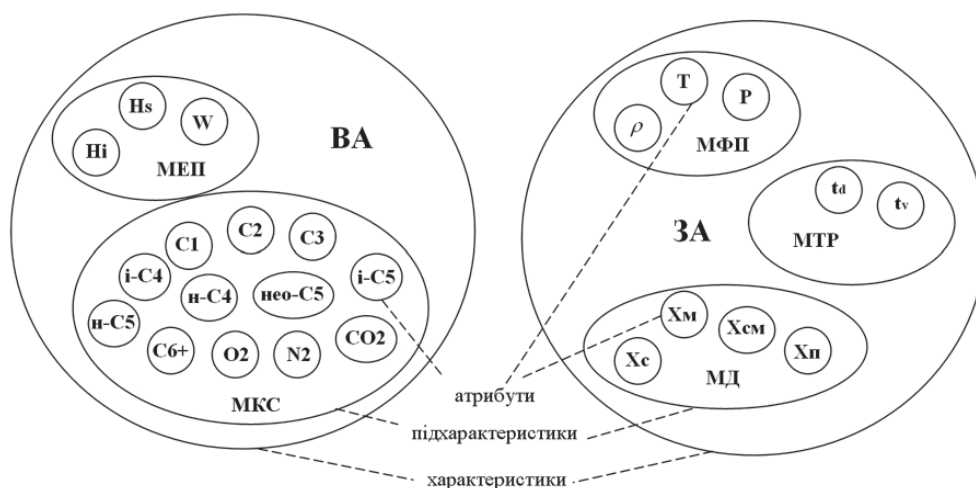 Hs
W
Hi
МЕП
ВА
C1
C2
C3
i-C4
н-C4
нео-C5
i-C5
н-C5
C6+
O2
N2
CO2
МКС
T
P
ρ
МФП
ЗА
td
tv
МТР
Хм
Хсм
Хс
Хп
МД
атрибути
підхарактеристики
характеристики